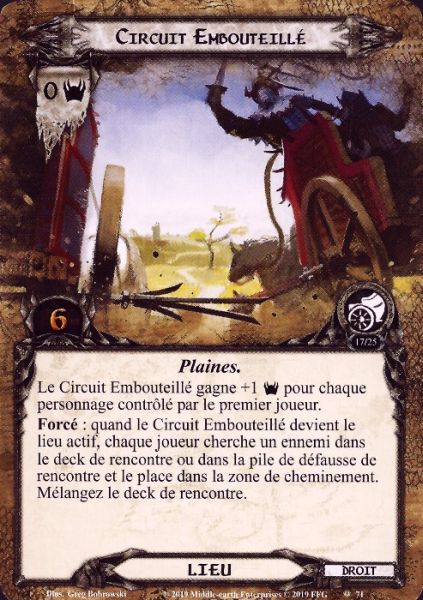 Circuit Embouteillé
0
6
17/25
Plaines.
Le Circuit Embouteillé gagne +1 pour chaque
personnage contrôlé par le premier joueur.
Forcé : quand le Circuit Embouteillé devient le
lieu actif, chaque joueur cherche un ennemi dans
le deck de rencontre ou dans la pile de défausse de
rencontre et le place dans la zone de cheminement.
Mélangez le deck de rencontre.
LIEU
DROIT
Illus. Greg Bobrowski © 2019 Middle-earth Enterprises © 2019 FFG 71